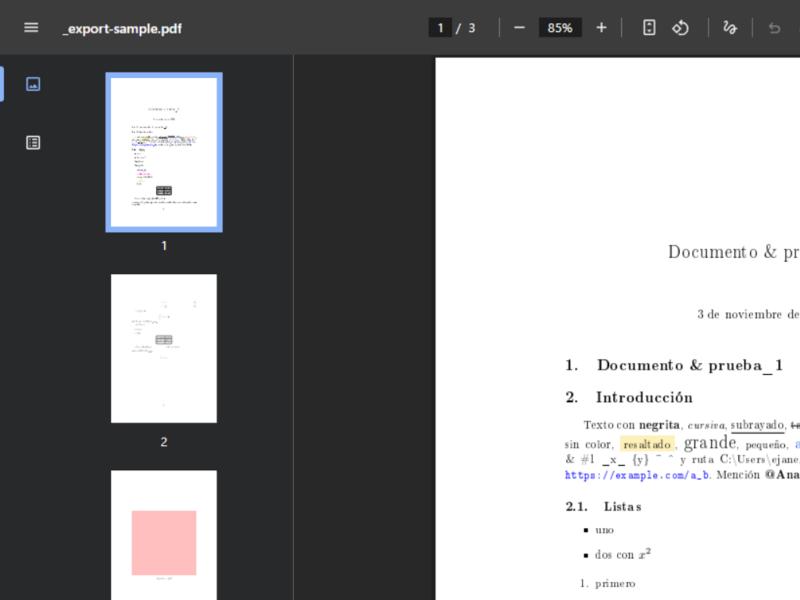 _export-sample.pdf
1 / 3
85%
1
2
Documento & pr
3 de noviembre de
1. Documento & prueba_1
2. Introducción
Texto con negrita, cursiva, subrayado,
sin color, resaltado, grande, pequeño,
& #1 _x_ {y} ~ ^ y ruta C:\Users\ejane
https://example.com/a_b. Mención @Ana
2.1. Listas
▪ uno
▪ dos con x²
1. primero